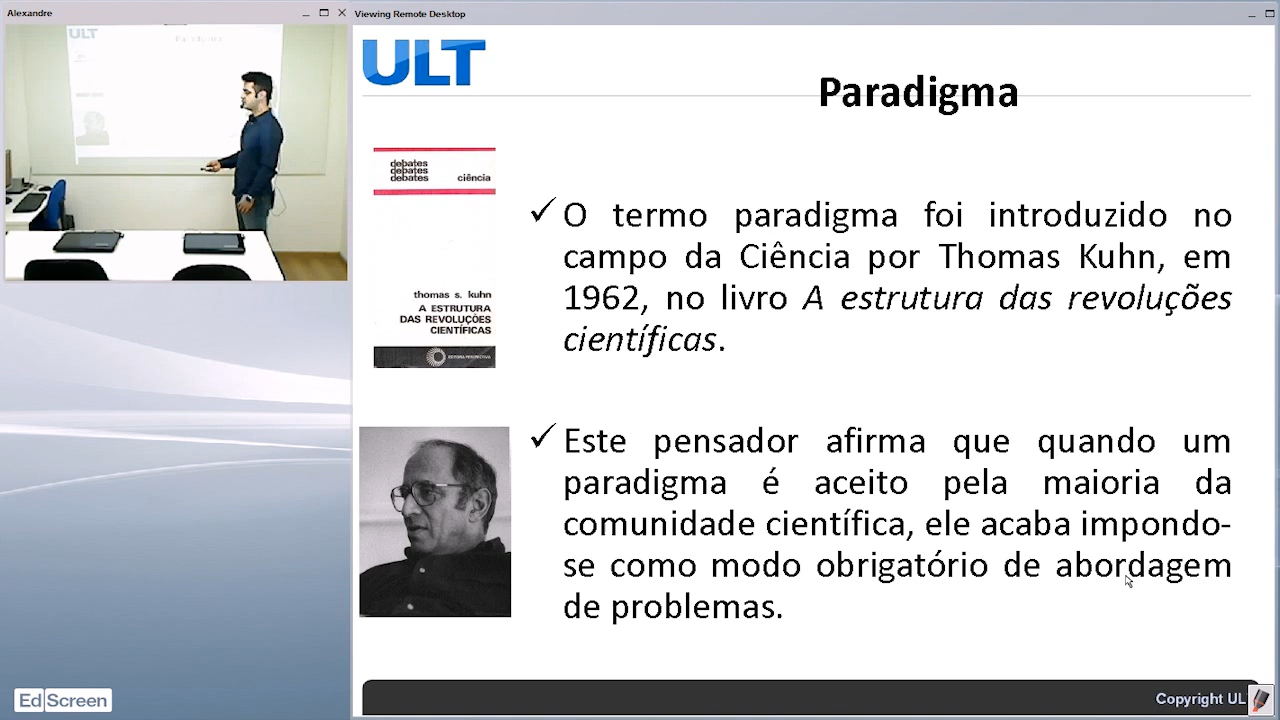 Alexandre
Viewing Remote Desktop
ULT
ULT
Paradigma
debates
debates
debates
ciência
thomas s. kuhn
A ESTRUTURA
DAS REVOLUÇÕES
CIENTÍFICAS
EDITORA PERSPECTIVA
O termo paradigma foi introduzido no
campo da Ciência por Thomas Kuhn, em
1962, no livro A estrutura das revoluções
científicas.
Este pensador afirma que quando um
paradigma é aceito pela maioria da
comunidade científica, ele acaba impondo-
se como modo obrigatório de abordagem
de problemas.
EdScreen
Copyright UL